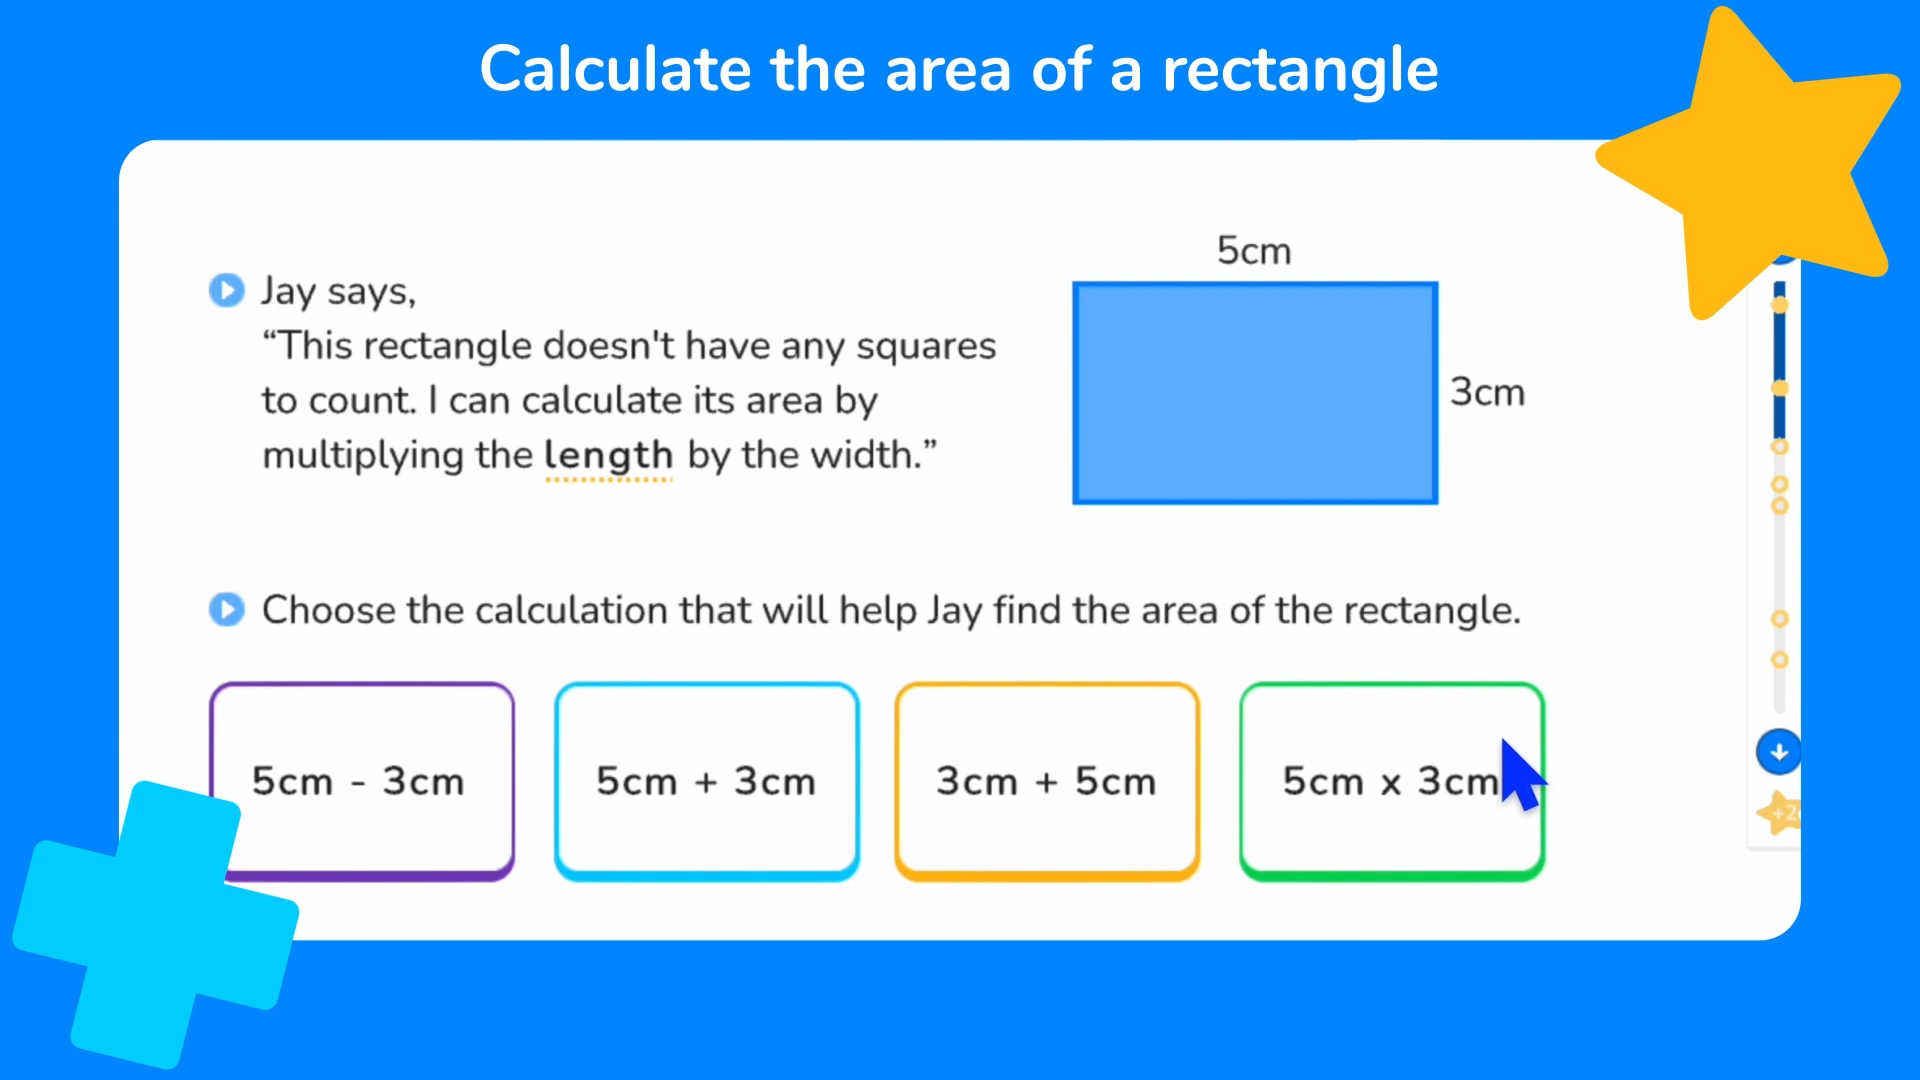 Calculate the area of a rectangle
5cm
Jay says,
“This rectangle doesn't have any squares
to count. I can calculate its area by
multiplying the length by the width.”
3cm
Choose the calculation that will help Jay find the area of the rectangle.
5cm - 3cm
5cm + 3cm
3cm + 5cm
5cm x 3cm